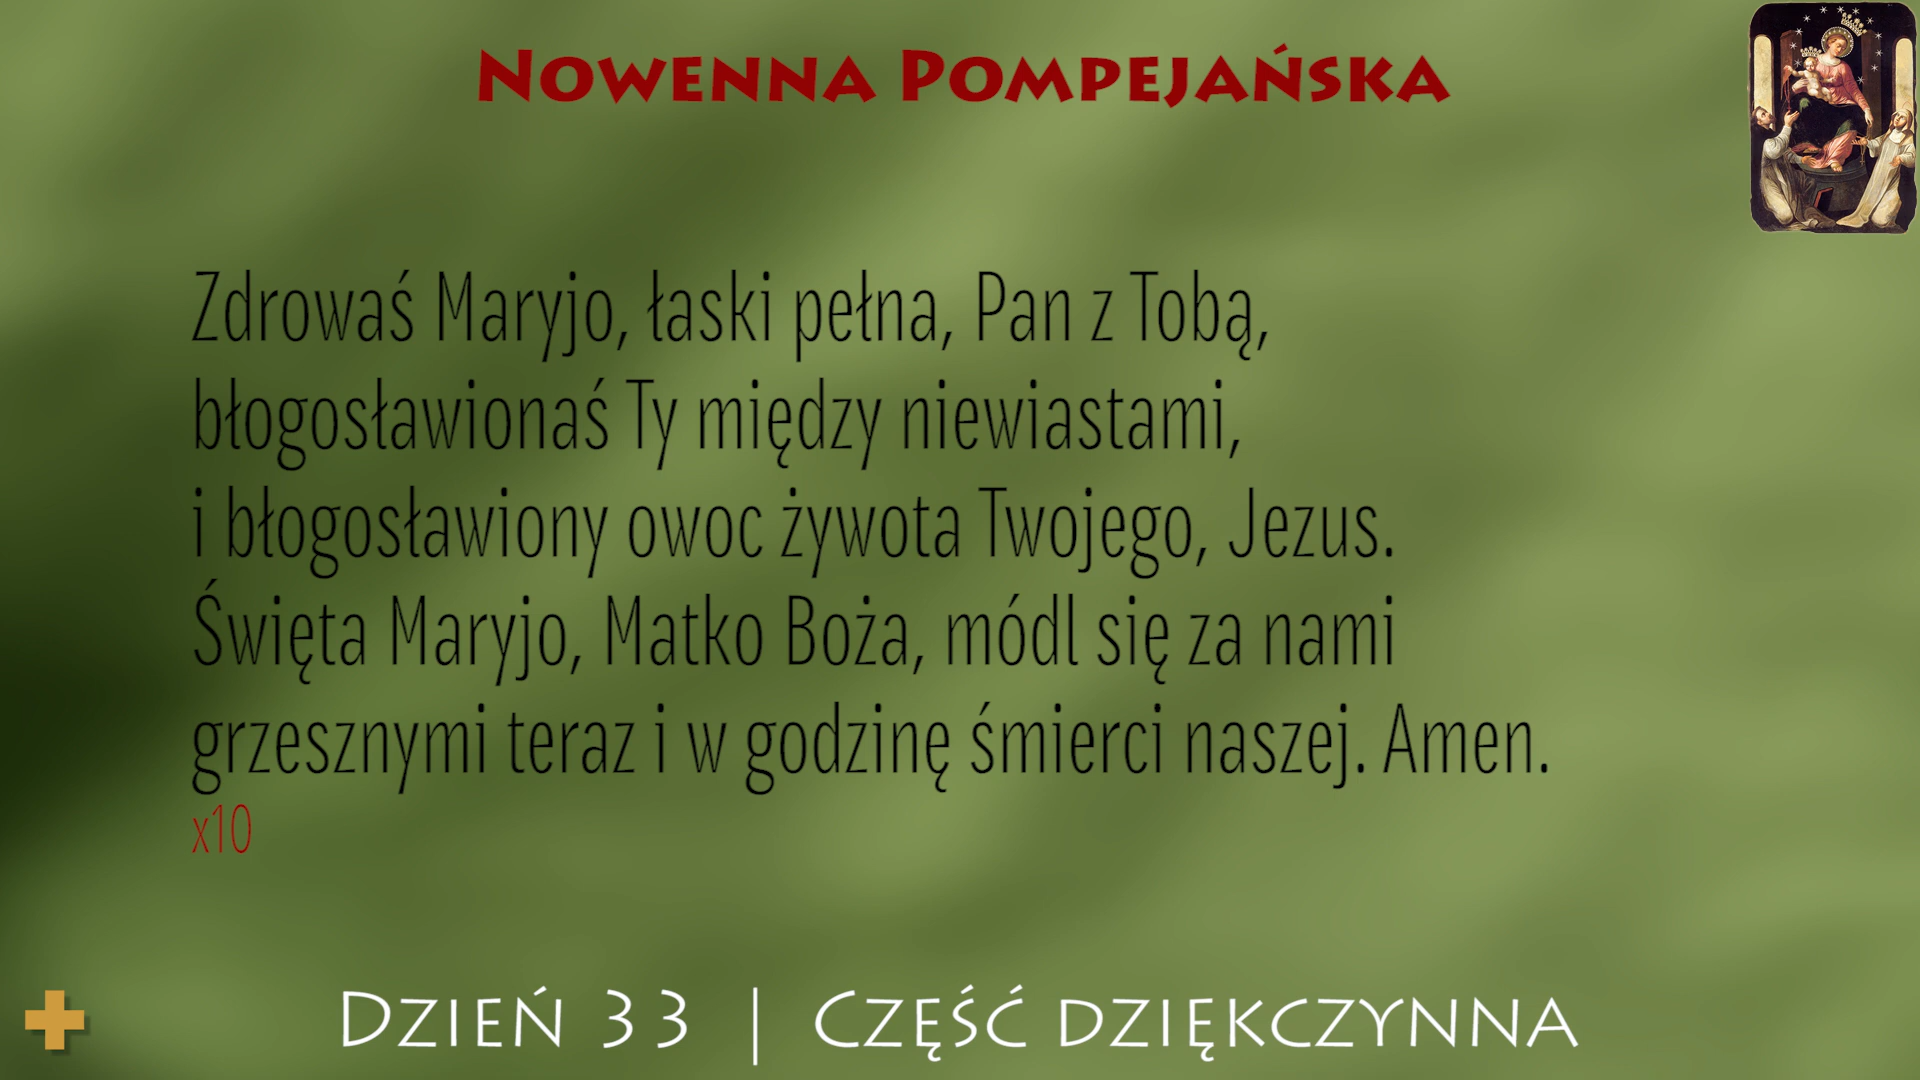 Nowenna Pompejańska
Zdrowaś Maryjo, łaski pełna, Pan z Tobą,
błogosławionaś Ty między niewiastami,
i błogosławiony owoc żywota Twojego, Jezus.
Święta Maryjo, Matko Boża, módl się za nami
grzesznymi teraz i w godzinę śmierci naszej. Amen.
x10
Dzień 33 | Część dziękczynna